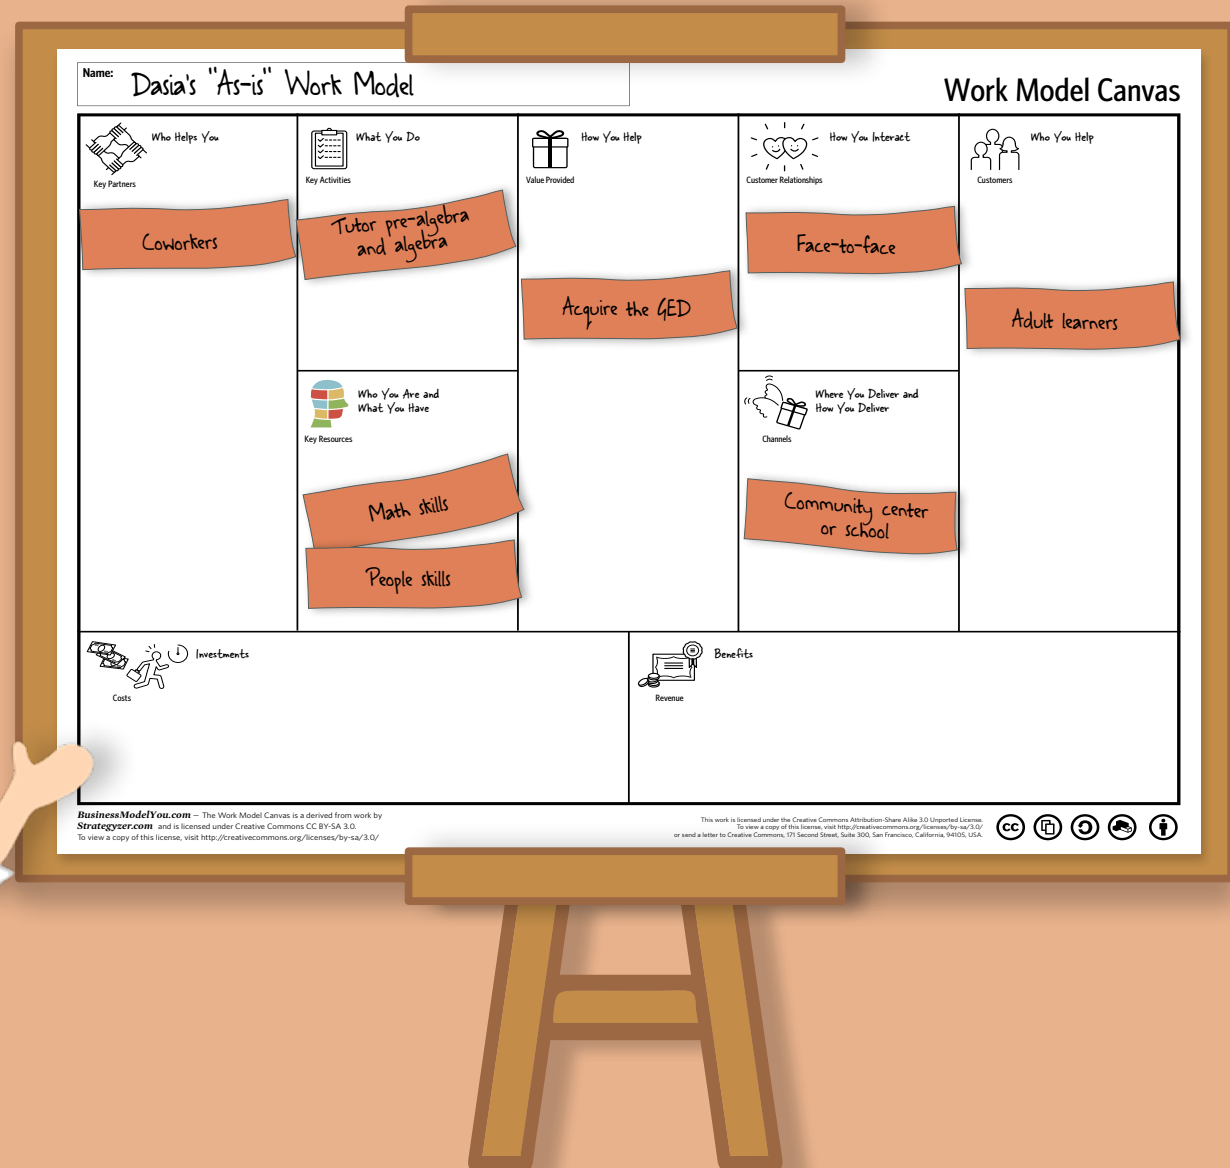 Name: Dasia's "As-is" Work Model
Work Model Canvas
Who Helps You
Key Partners
Coworkers
What You Do
Key Activities
Tutor pre-algebra
and algebra
Who You Are and
What You Have
Key Resources
Math skills
People skills
How You Help
Value Provided
Acquire the GED
How You Interact
Customer Relationships
Face-to-face
Where You Deliver and
How You Deliver
Channels
Community center
or school
Who You Help
Customers
Adult learners
Investments
Costs
Benefits
Revenue
BusinessModelYou.com – The Work Model Canvas is a derived from work by
Strategyzer.com and is licensed under Creative Commons CC BY-SA 3.0.
To view a copy of this license, visit http://creativecommons.org/licenses/by-sa/3.0/
This work is licensed under the Creative Commons Attribution-Share Alike 3.0 Unported License.
To view a copy of this license, visit http://creativecommons.org/licenses/by-sa/3.0/
or send a letter to Creative Commons, 171 Second Street, Suite 300, San Francisco, California, 94105, USA.
cc